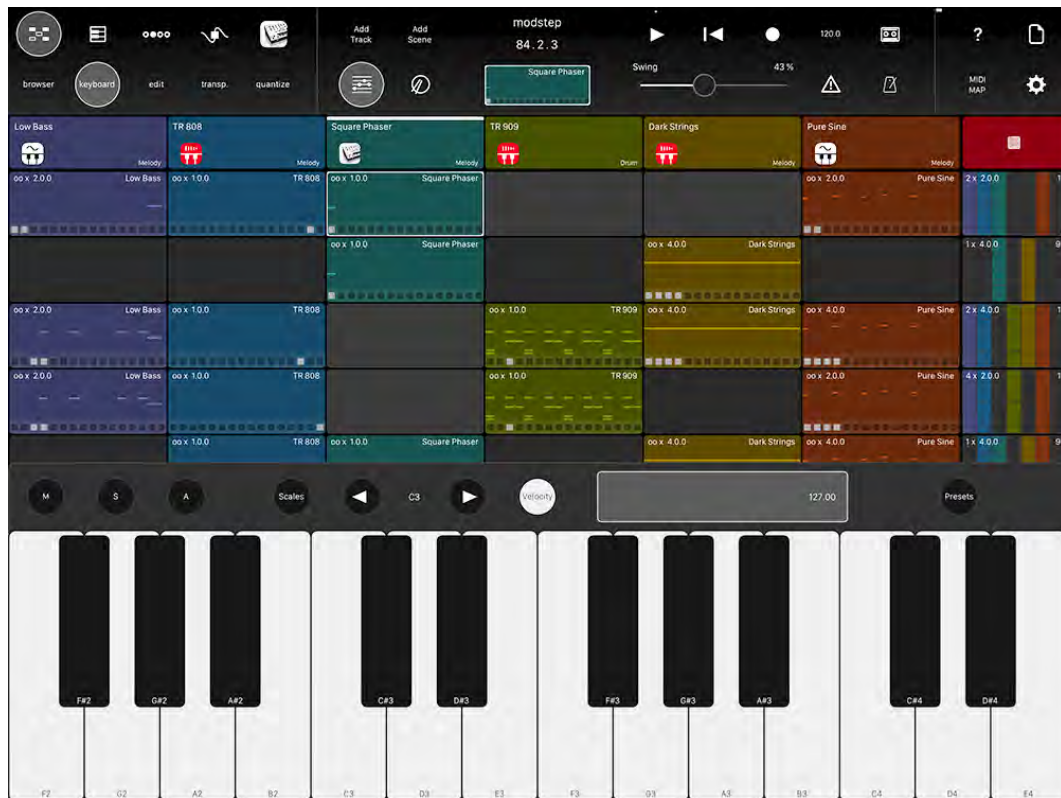 modstep
Add Track
Add Scene
84.2.3
120.0
?
Square Phaser
Swing
43 %
browser
keyboard
edit
transp.
quantize
MIDI MAP
Low Bass
TR 808
Square Phaser
TR 909
Dark Strings
Pure Sine
Melody
Melody
Melody
Drum
Melody
Melody
oo x 2.0.0 Low Bass
oo x 1.0.0 TR 808
oo x 1.0.0 Square Phaser
oo x 2.0.0 Pure Sine
2 x 2.0.0
1
oo x 1.0.0 Square Phaser
oo x 4.0.0 Dark Strings
1 x 4.0.0
9
oo x 2.0.0 Low Bass
oo x 1.0.0 TR 808
oo x 1.0.0 TR 909
oo x 4.0.0 Dark Strings
oo x 4.0.0 Pure Sine
2 x 4.0.0
1
oo x 2.0.0 Low Bass
oo x 1.0.0 TR 808
oo x 1.0.0 TR 909
oo x 2.0.0 Pure Sine
4 x 2.0.0
1
oo x 1.0.0 TR 808
oo x 1.0.0 Square Phaser
oo x 4.0.0 Dark Strings
oo x 4.0.0 Pure Sine
1 x 4.0.0
9
M
S
A
Scales
C3
Velocity
127.00
Presets
F#2
G#2
A#2
C#3
D#3
F#3
G#3
A#3
C#4
D#4
F2
G2
A2
B2
C3
D3
E3
F3
G3
A3
B3
C4
D4
E4